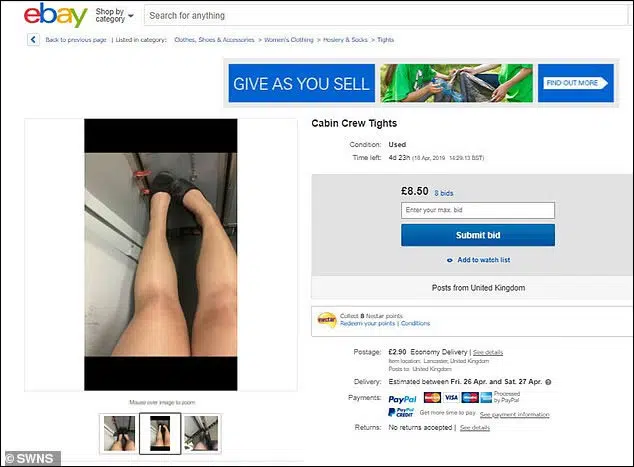 ebay
Shop by
category
Search for anything
Back to previous page | Listed in category: Clothes, Shoes & Accessories > Women's Clothing > Hosiery & Socks > Tights
GIVE AS YOU SELL
FIND OUT MORE
Cabin Crew Tights
Condition: Used
Time left: 4d 23h (18 Apr, 2019 14:29:13 BST)
£8.50 8 bids
Enter your max. bid
Submit bid
Add to watch list
Posts from United Kingdom
nectar
Collect 8 Nectar points
Redeem your points | Conditions
Postage: £2.90 Economy Delivery | See details
Item location: Lancaster, United Kingdom
Posts to: United Kingdom
Delivery: Estimated between Fri. 26 Apr. and Sat. 27 Apr.
Payments: PayPal VISA Processed
by PayPal
PayPal
CREDIT Get more time to pay See payment information
Returns: No returns accepted | See details
Mouse over image to zoom
© SWNS